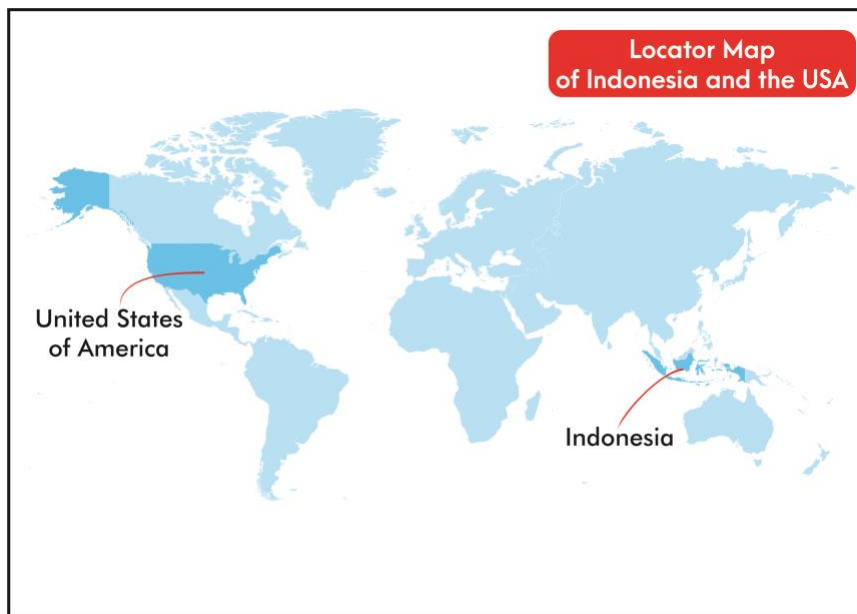 Locator Map
of Indonesia and the USA
United States
of America
Indonesia